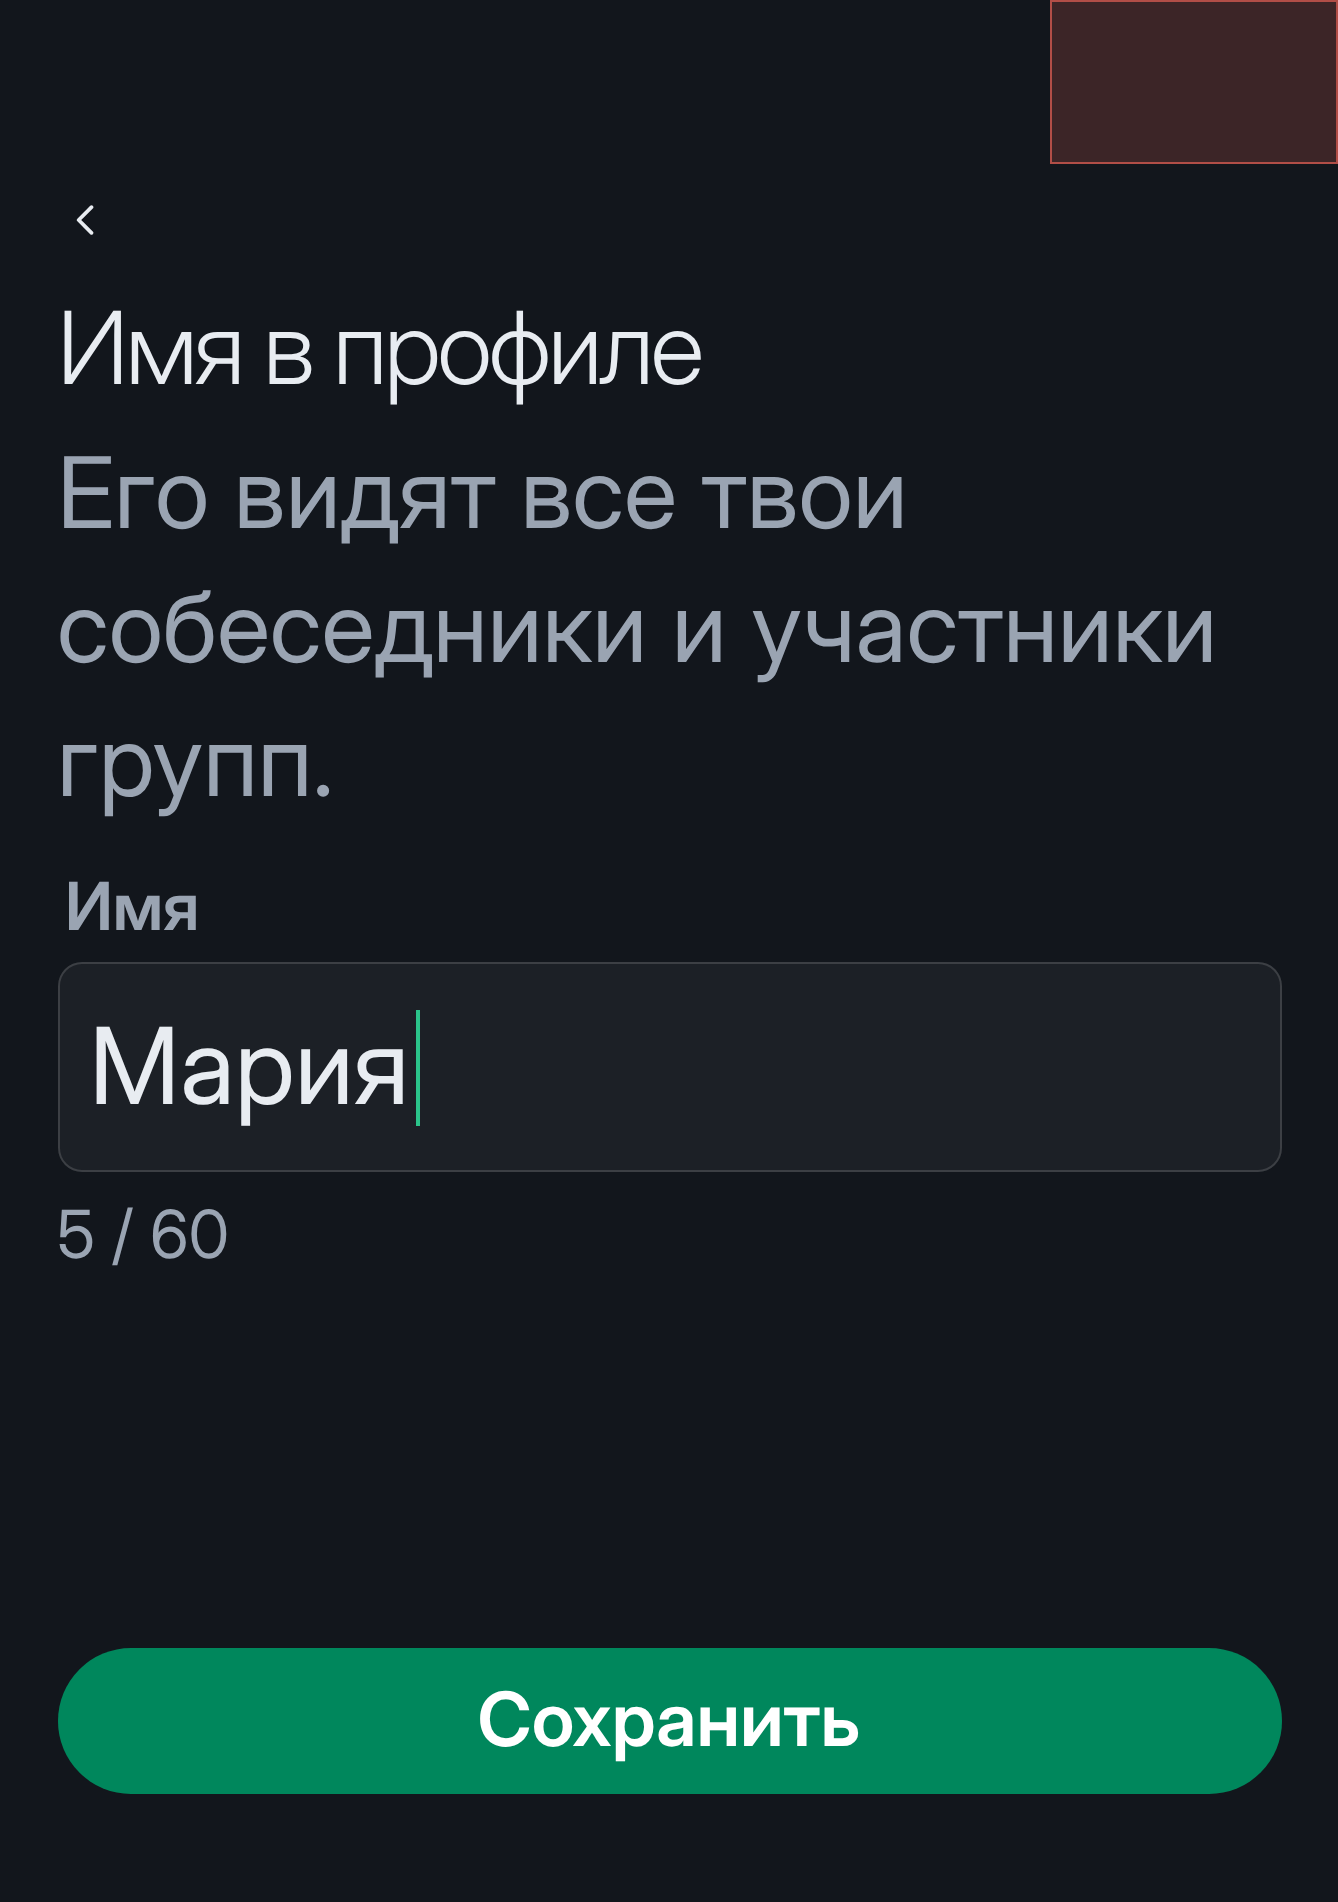 Имя в профиле
Его видят все твои
собеседники и участники
групп.
Имя
Мария
5 / 60
Сохранить